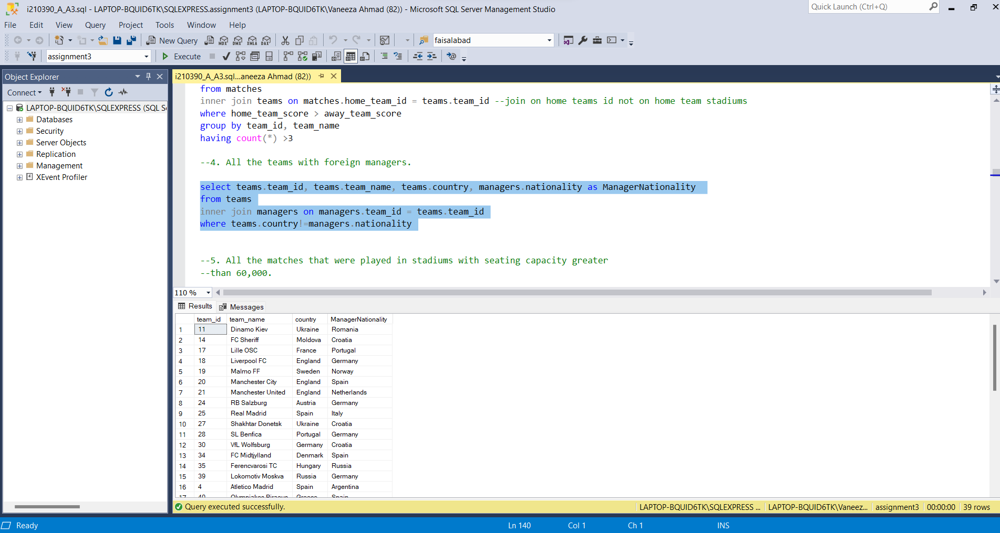 i210390_A_A3.sql - LAPTOP-BQUID6TK\SQLEXPRESS.assignment3 (LAPTOP-BQUID6TK\Vaneeza Ahmad (82)) - Microsoft SQL Server Management Studio
Quick Launch (Ctrl+Q)
File Edit View Query Project Tools Window Help
New Query MDX DMX XMLA DAX faisalabad
assignment3 Execute
Object Explorer
i210390_A_A3.sql...aneeza Ahmad (82))
Connect
LAPTOP-BQUID6TK\SQLEXPRESS (SQL S
Databases
Security
Server Objects
Replication
Management
XEvent Profiler
from matches
inner join teams on matches.home_team_id = teams.team_id --join on home teams id not on home team stadiums
where home_team_score > away_team_score
group by team_id, team_name
having count(*) >3
--4. All the teams with foreign managers.
select teams.team_id, teams.team_name, teams.country, managers.nationality as ManagerNationality
from teams
inner join managers on managers.team_id = teams.team_id
where teams.country!=managers.nationality
--5. All the matches that were played in stadiums with seating capacity greater
--than 60,000.
110 %
Results Messages
team_id team_name country ManagerNationality
1 11 Dinamo Kiev Ukraine Romania
2 14 FC Sheriff Moldova Croatia
3 17 Lille OSC France Portugal
4 18 Liverpool FC England Germany
5 19 Malmo FF Sweden Norway
6 20 Manchester City England Spain
7 21 Manchester United England Netherlands
8 24 RB Salzburg Austria Germany
9 25 Real Madrid Spain Italy
10 27 Shakhtar Donetsk Ukraine Croatia
11 28 SL Benfica Portugal Germany
12 30 VfL Wolfsburg Germany Croatia
13 34 FC Midtjylland Denmark Spain
14 35 Ferencvarosi TC Hungary Russia
15 39 Lokomotiv Moskva Russia Germany
16 4 Atletico Madrid Spain Argentina
17 40 Olympiakos Piraeus Greece Spain
Query executed successfully.
LAPTOP-BQUID6TK\SQLEXPRESS ... LAPTOP-BQUID6TK\Vaneez... assignment3 00:00:00 39 rows
Ready Ln 140 Col 1 Ch 1 INS